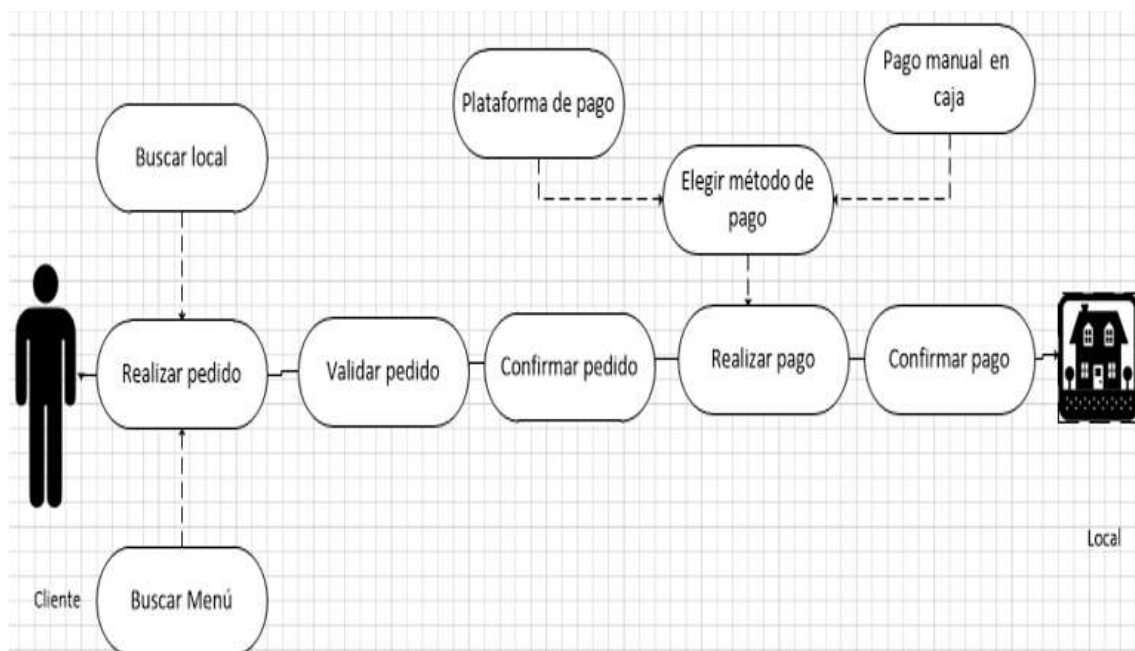 Plataforma de pago
Pago manual en
caja
Buscar local
Elegir método de
pago
Realizar pedido
Validar pedido
Confirmar pedido
Realizar pago
Confirmar pago
Local
Cliente
Buscar Menú